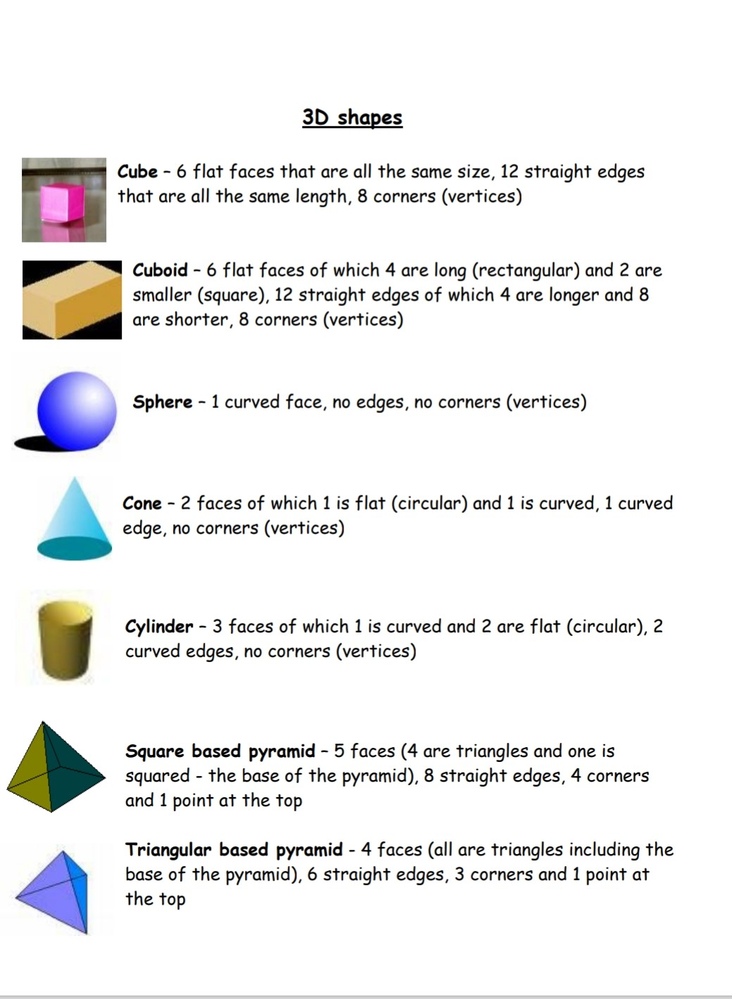 3D shapes
Cube – 6 flat faces that are all the same size, 12 straight edges
that are all the same length, 8 corners (vertices)
Cuboid – 6 flat faces of which 4 are long (rectangular) and 2 are
smaller (square), 12 straight edges of which 4 are longer and 8
are shorter, 8 corners (vertices)
Sphere – 1 curved face, no edges, no corners (vertices)
Cone – 2 faces of which 1 is flat (circular) and 1 is curved, 1 curved
edge, no corners (vertices)
Cylinder – 3 faces of which 1 is curved and 2 are flat (circular), 2
curved edges, no corners (vertices)
Square based pyramid – 5 faces (4 are triangles and one is
squared - the base of the pyramid), 8 straight edges, 4 corners
and 1 point at the top
Triangular based pyramid - 4 faces (all are triangles including the
base of the pyramid), 6 straight edges, 3 corners and 1 point at
the top